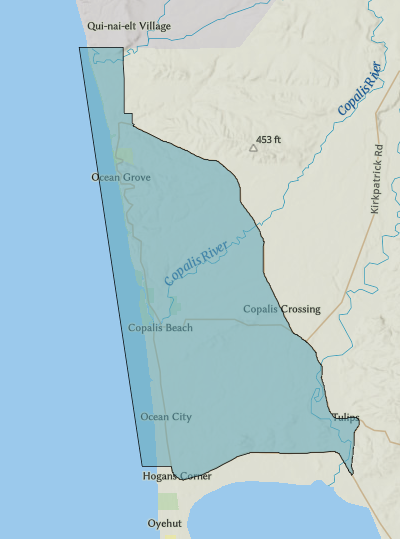 Qui-nai-elt Village
Copalis River
453 ft
Kirkpatrick Rd
Ocean Grove
Copalis River
Copalis Crossing
Copalis Beach
Ocean City
Tulips
Hogans Corner
Oyehut